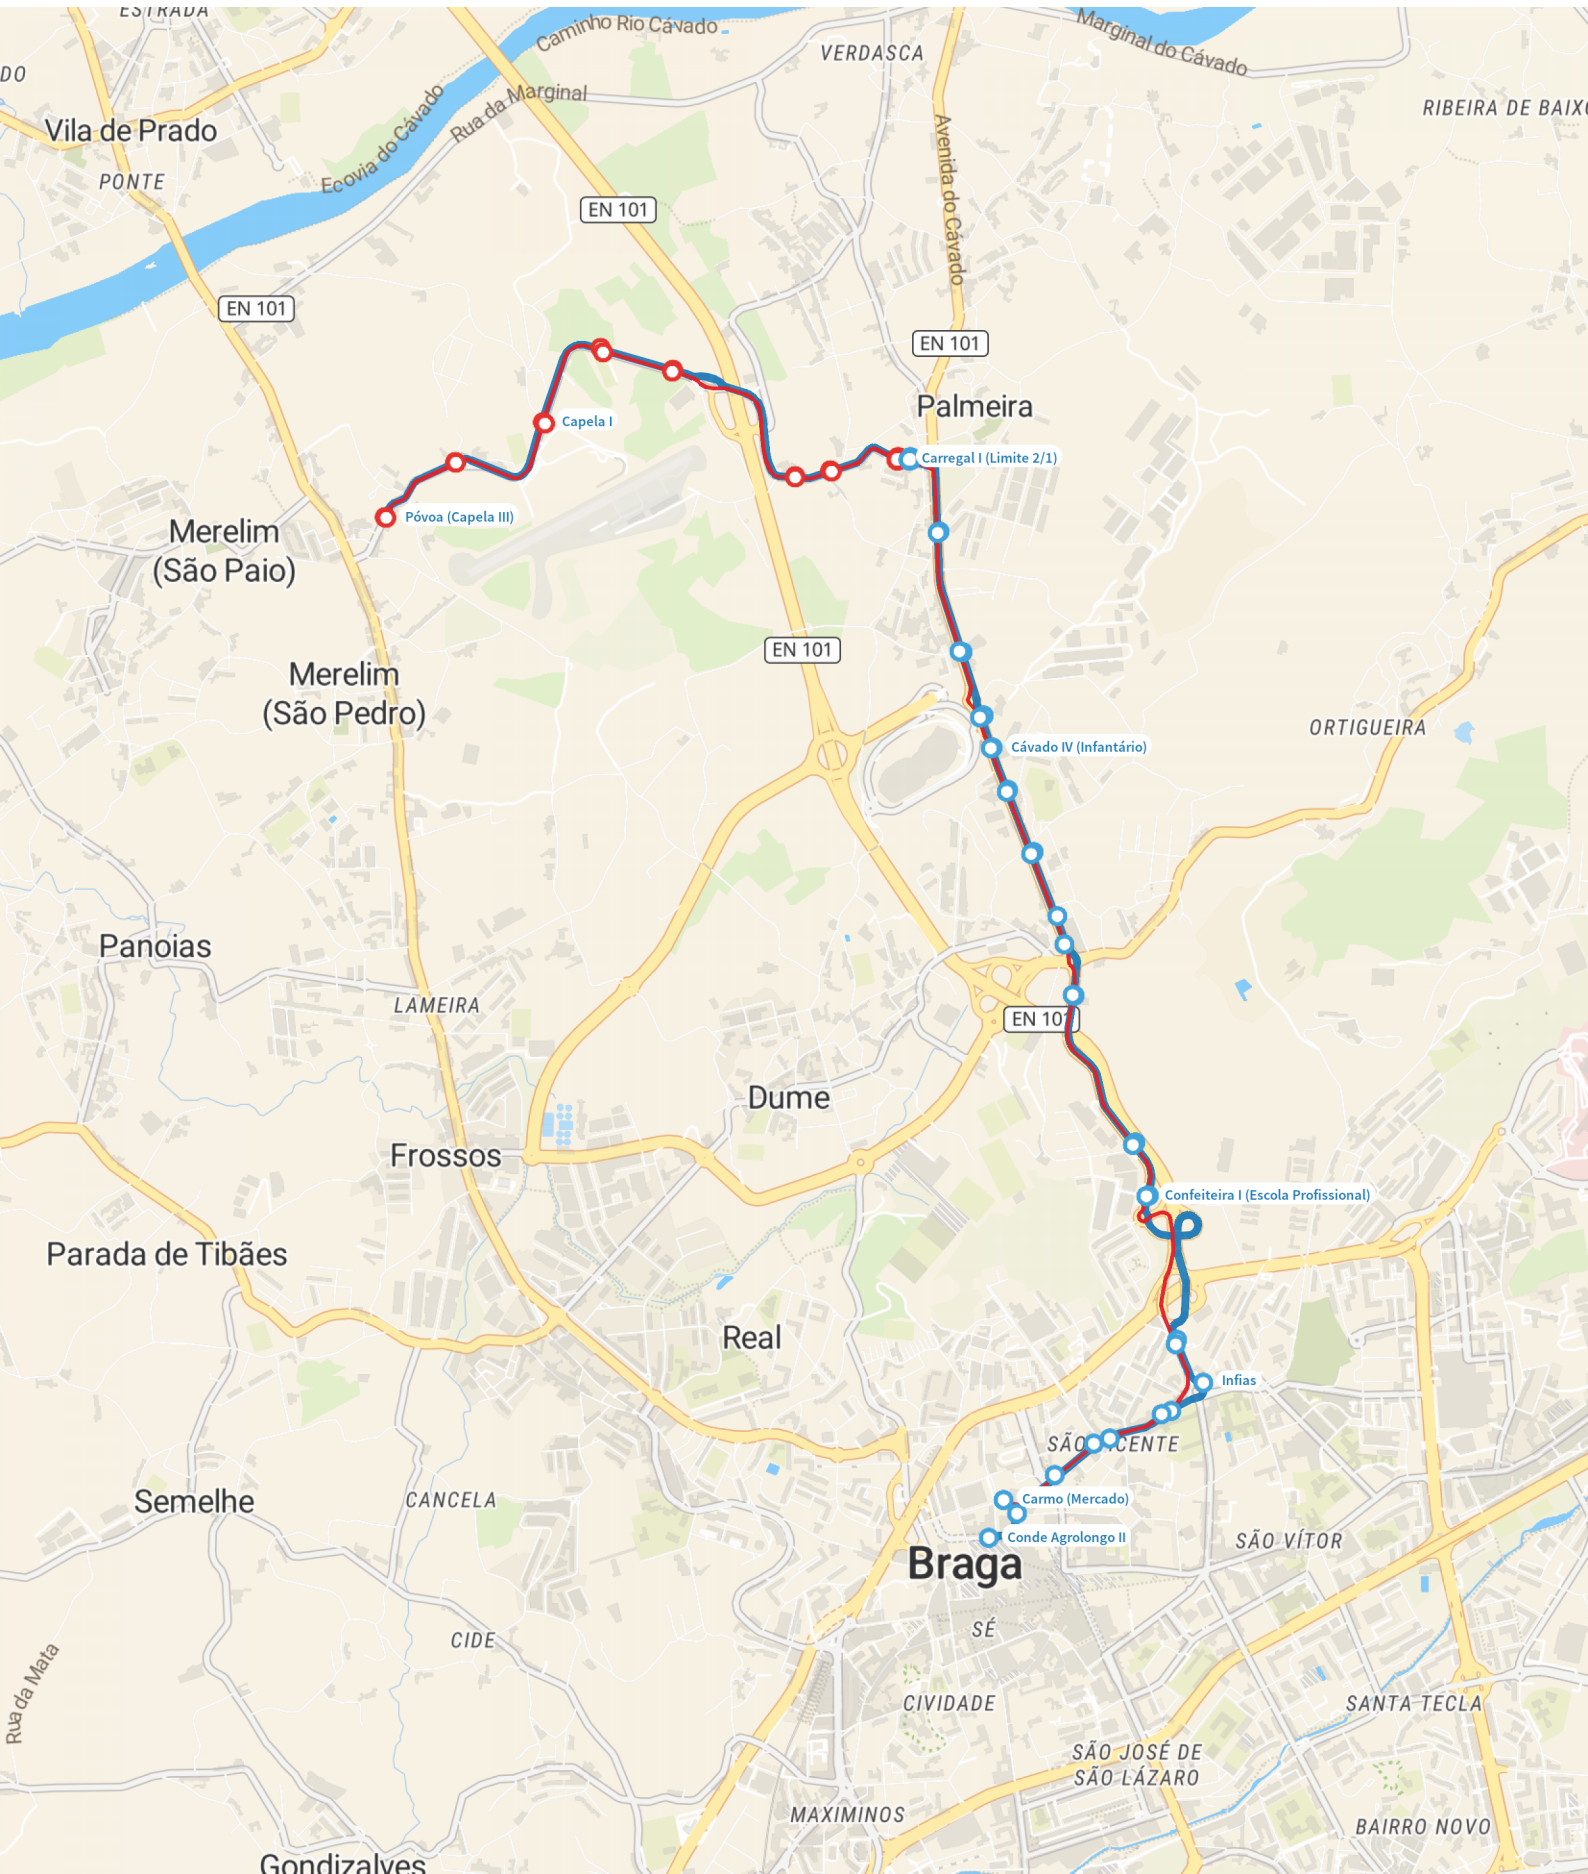 ESTRADA
Caminho Rio Cávado
Marginal do Cávado
VERDASCA
DO
Rua da Marginal
RIBEIRA DE BAIXO
Vila de Prado
Ecovia do Cávado
PONTE
Avenida do Cávado
EN 101
EN 101
EN 101
Palmeira
Capela I
Carregal I (Limite 2/1)
Póvoa (Capela III)
Merelim
(São Paio)
EN 101
Merelim
(São Pedro)
ORTIGUEIRA
Cávado IV (Infantário)
Panoias
LAMEIRA
EN 101
Dume
Frossos
Confeiteira I (Escola Profissional)
Parada de Tibães
Real
Infias
SÃO VICENTE
Semelhe
CANCELA
Carmo (Mercado)
Conde Agrolongo II
SÃO VÍTOR
Braga
SÉ
CIDE
Rua da Mata
CIVIDADE
SANTA TECLA
SÃO JOSÉ DE
SÃO LÁZARO
MAXIMINOS
BAIRRO NOVO
Gondizalves